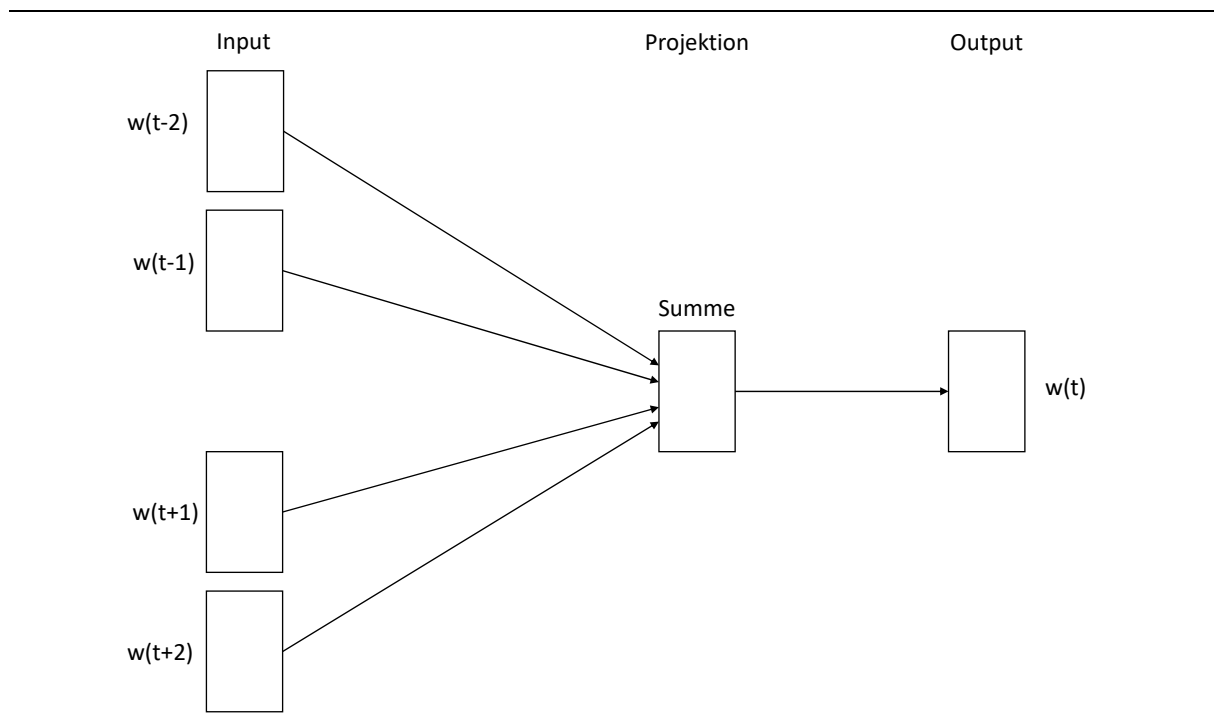 Input
Projektion
Output
w(t-2)
w(t-1)
Summe
w(t)
w(t+1)
w(t+2)